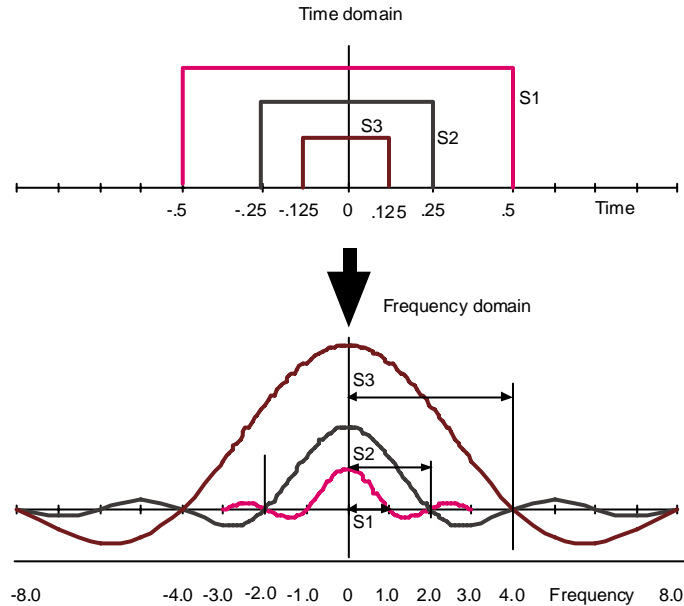 Time domain
S1
S3
S2
-.5 -.25 -.125 0 .125 .25 .5 Time
Frequency domain
S3
S2
S1
-8.0 -4.0 -3.0 -2.0 -1.0 0 1.0 2.0 3.0 4.0 Frequency 8.0